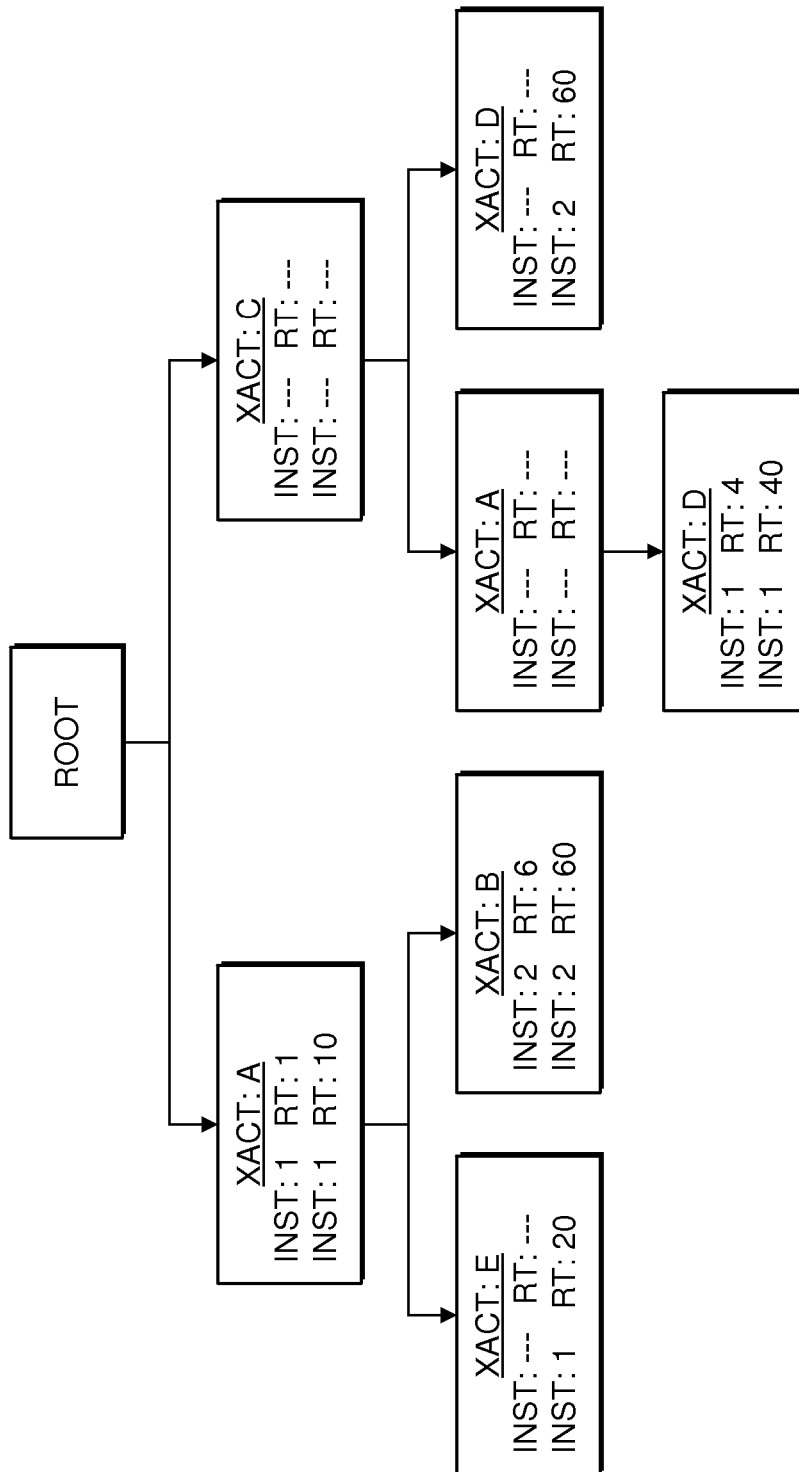 ROOT
XACT: A
INST: 1 RT: 1
INST: 1 RT: 10
XACT: C
INST: --- RT: ---
INST: --- RT: ---
XACT: E
INST: --- RT: ---
INST: 1 RT: 20
XACT: B
INST: 2 RT: 6
INST: 2 RT: 60
XACT: A
INST: --- RT: ---
INST: --- RT: ---
XACT: D
INST: --- RT: ---
INST: 2 RT: 60
XACT: D
INST: 1 RT: 4
INST: 1 RT: 40